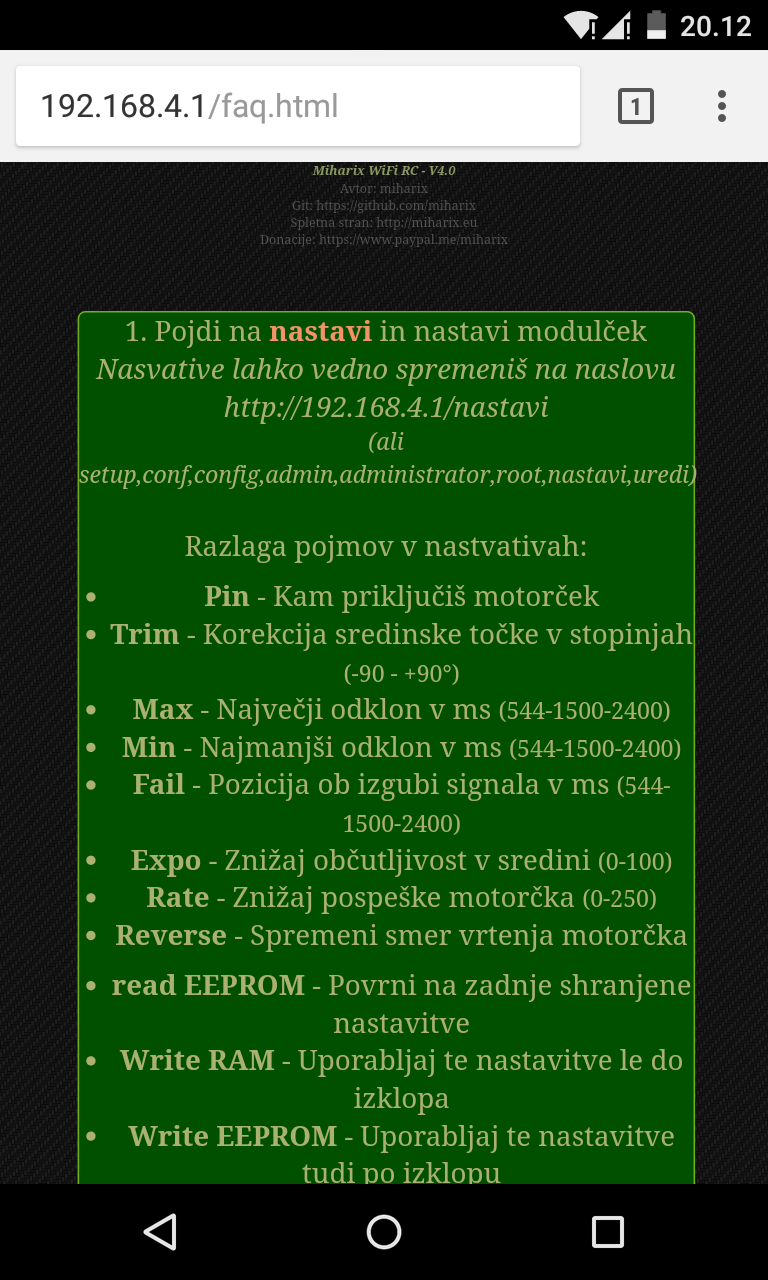 20.12
192.168.4.1/faq.html
1
Miharix WiFi RC - V4.0
Avtor: miharix
Git: https://github.com/miharix
Spletna stran: http://miharix.eu
Donacije: https://www.paypal.me/miharix
1. Pojdi na nastavi in nastavi modulček
Nasvative lahko vedno spremeniš na naslovu
http://192.168.4.1/nastavi
(ali
setup,conf,config,admin,administrator,root,nastavi,uredi)
Razlaga pojmov v nastvativah:
• Pin - Kam priključiš motorček
• Trim - Korekcija sredinske točke v stopinjah
(-90 - +90°)
• Max - Največji odklon v ms (544-1500-2400)
• Min - Najmanjši odklon v ms (544-1500-2400)
• Fail - Pozicija ob izgubi signala v ms (544-
1500-2400)
• Expo - Znižaj občutljivost v sredini (0-100)
• Rate - Znižaj pospeške motorčka (0-250)
• Reverse - Spremeni smer vrtenja motorčka
• read EEPROM - Povrni na zadnje shranjene
nastavitve
• Write RAM - Uporabljaj te nastavitve le do
izklopa
• Write EEPROM - Uporabljaj te nastavitve
tudi po izklopu